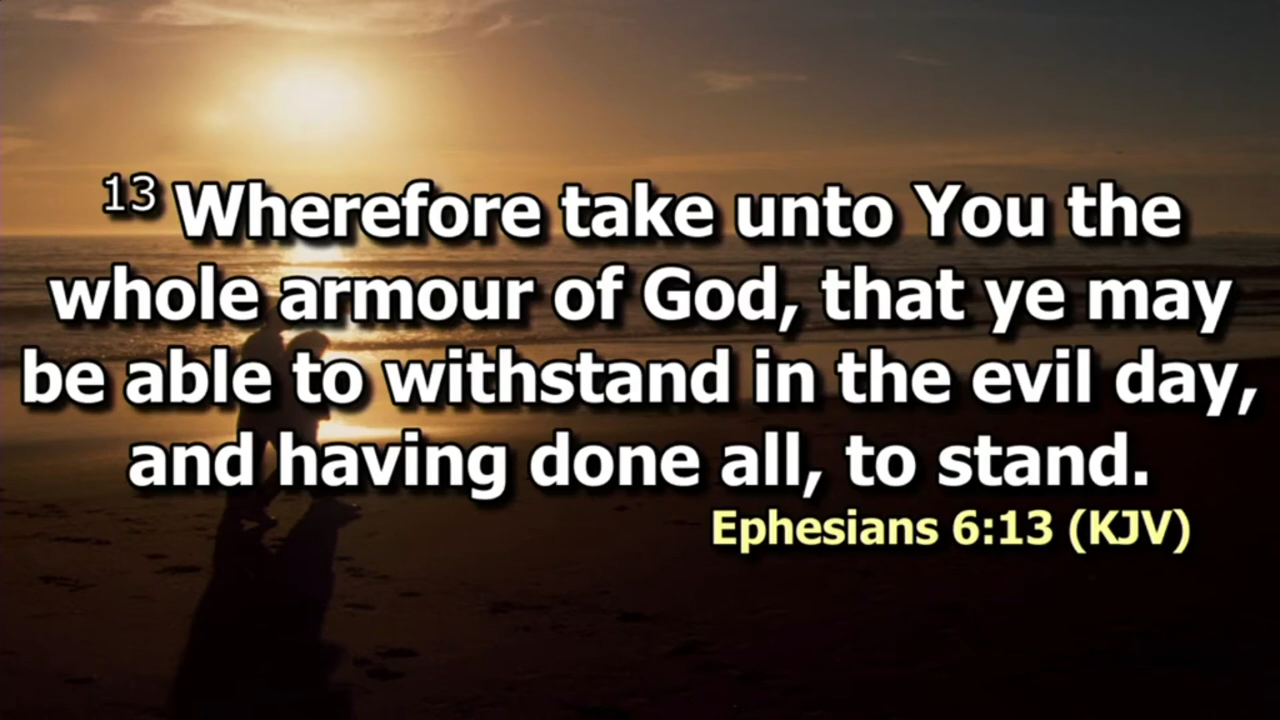 13 Wherefore take unto You the
whole armour of God, that ye may
be able to withstand in the evil day,
and having done all, to stand.
Ephesians 6:13 (KJV)